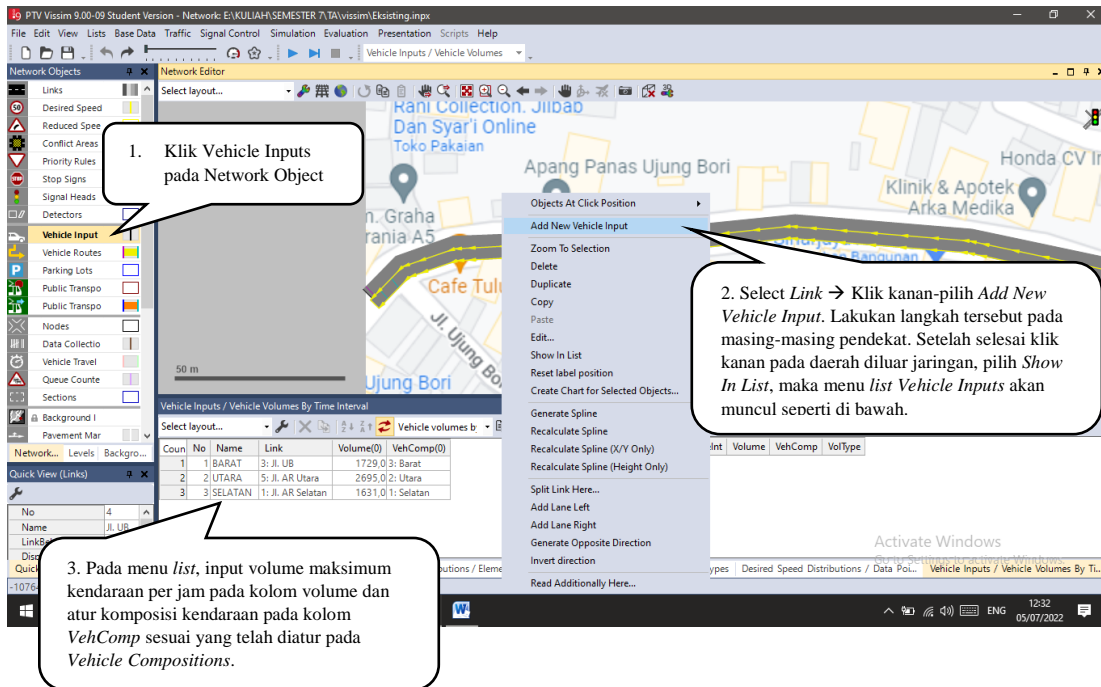 PTV Vissim 9.00-09 Student Version - Network: E:\KULIAH\SEMESTER 7\TA\vissim\Eksisting.inpx
File Edit View Lists Base Data Traffic Signal Control Simulation Evaluation Presentation Scripts Help
Vehicle Inputs / Vehicle Volumes
Network Objects
Links
Desired Speed
Reduced Spee
Conflict Areas
Priority Rules
Stop Signs
Signal Heads
Detectors
Vehicle Input
Vehicle Routes
Parking Lots
Public Transpo
Public Transpo
Nodes
Data Collectio
Vehicle Travel
Queue Counte
Sections
Background I
Pavement Mar
Network... Levels Backgro...
Quick View (Links)
No 4
Name Jl. UB
Network Editor
Select layout...
Rani Collection. Jilbab
Dan Syar'i Online
Toko Pakaian
Apang Panas Ujung Bori
Honda CV
Klinik & Apotek
Arka Medika
Graha
rania A5
Cafe Tulu
Jl. Ujung Bo
Ujung Bori
Bangunan
50 m
1. Klik Vehicle Inputs
pada Network Object
Objects At Click Position
Add New Vehicle Input
Zoom To Selection
Delete
Duplicate
Copy
Paste
Edit...
Show In List
Reset label position
Create Chart for Selected Objects...
Generate Spline
Recalculate Spline
Recalculate Spline (X/Y Only)
Recalculate Spline (Height Only)
Split Link Here...
Add Lane Left
Add Lane Right
Generate Opposite Direction
Invert direction
Read Additionally Here...
2. Select Link → Klik kanan-pilih Add New
Vehicle Input. Lakukan langkah tersebut pada
masing-masing pendekat. Setelah selesai klik
kanan pada daerah diluar jaringan, pilih Show
In List, maka menu list Vehicle Inputs akan
muncul seperti di bawah.
Vehicle Inputs / Vehicle Volumes By Time Interval
Select layout...
Vehicle volumes b
Coun No Name Link Volume(0) VehComp(0)
1 1 BARAT 3: Jl. UB 1729,0 3: Barat
2 2 UTARA 5: Jl. AR Utara 2695,0 2: Utara
3 3 SELATAN 1: Jl. AR Selatan 1631,0 1: Selatan
Int Volume VehComp VolType
3. Pada menu list, input volume maksimum
kendaraan per jam pada kolom volume dan
atur komposisi kendaraan pada kolom
VehComp sesuai yang telah diatur pada
Vehicle Compositions.
Activate Windows
Go to Settings to activate Windows.
butions / Eleme
ypes Desired Speed Distributions / Data Poi... Vehicle Inputs / Vehicle Volumes By Ti...
ENG
12:32
05/07/2022